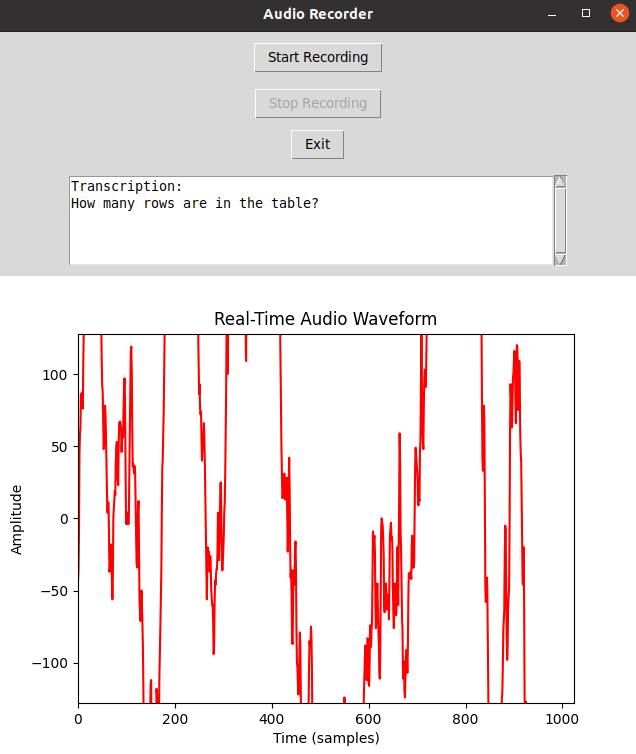 Audio Recorder
Start Recording
Stop Recording
Exit
Transcription:
How many rows are in the table?
Real-Time Audio Waveform
100
50
0
−50
−100
Amplitude
0 200 400 600 800 1000
Time (samples)